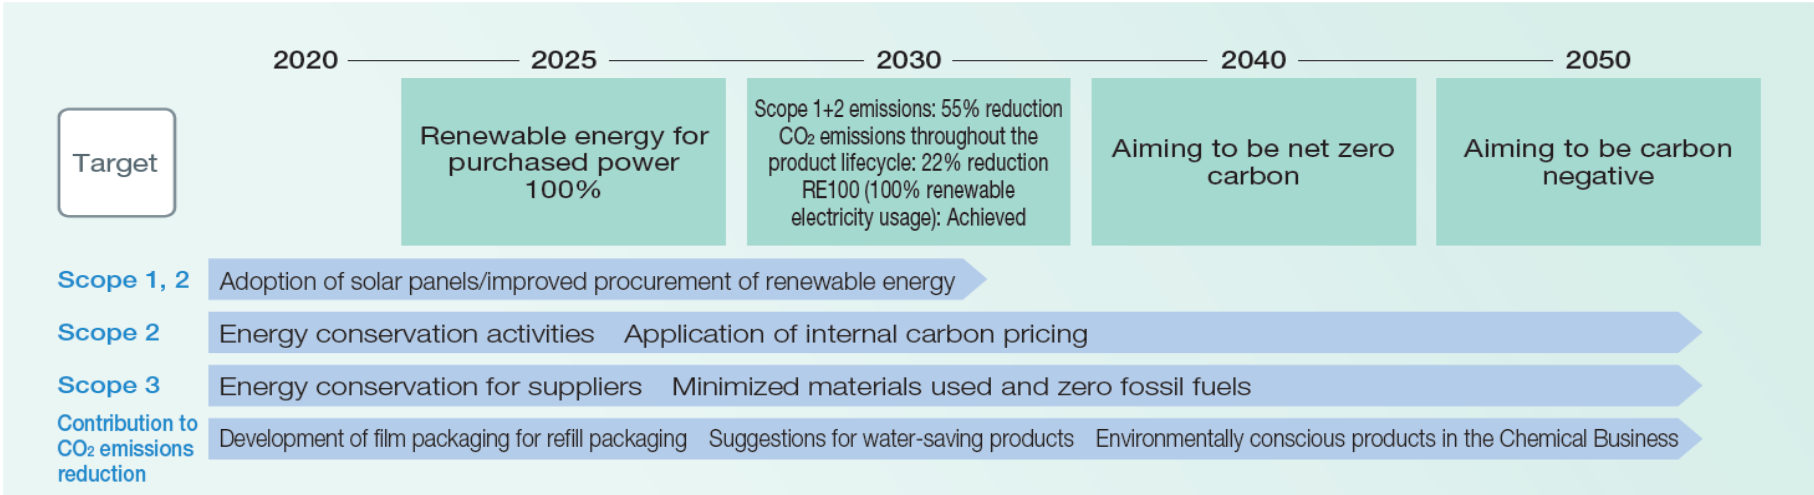 2020 2025 2030 2040 2050
Target
Renewable energy for
purchased power
100%
Scope 1+2 emissions: 55% reduction
CO2 emissions throughout the
product lifecycle: 22% reduction
RE100 (100% renewable
electricity usage): Achieved
Aiming to be net zero
carbon
Aiming to be carbon
negative
Scope 1, 2
Adoption of solar panels/improved procurement of renewable energy
Scope 2
Energy conservation activities Application of internal carbon pricing
Scope 3
Energy conservation for suppliers Minimized materials used and zero fossil fuels
Contribution to
CO2 emissions
reduction
Development of film packaging for refill packaging Suggestions for water-saving products Environmentally conscious products in the Chemical Business